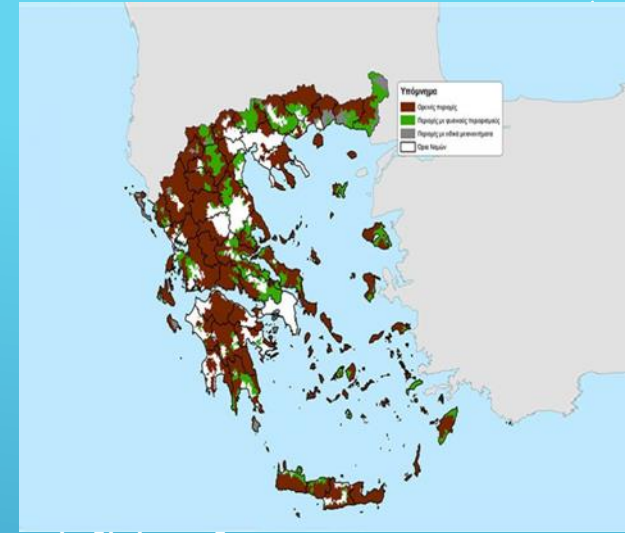 Υπόμνημα
Ορεινές περιοχές
Περιοχές με φυσικούς περιορισμούς
Περιοχές με ειδικά μειονεκτήματα
Όρια Νομών